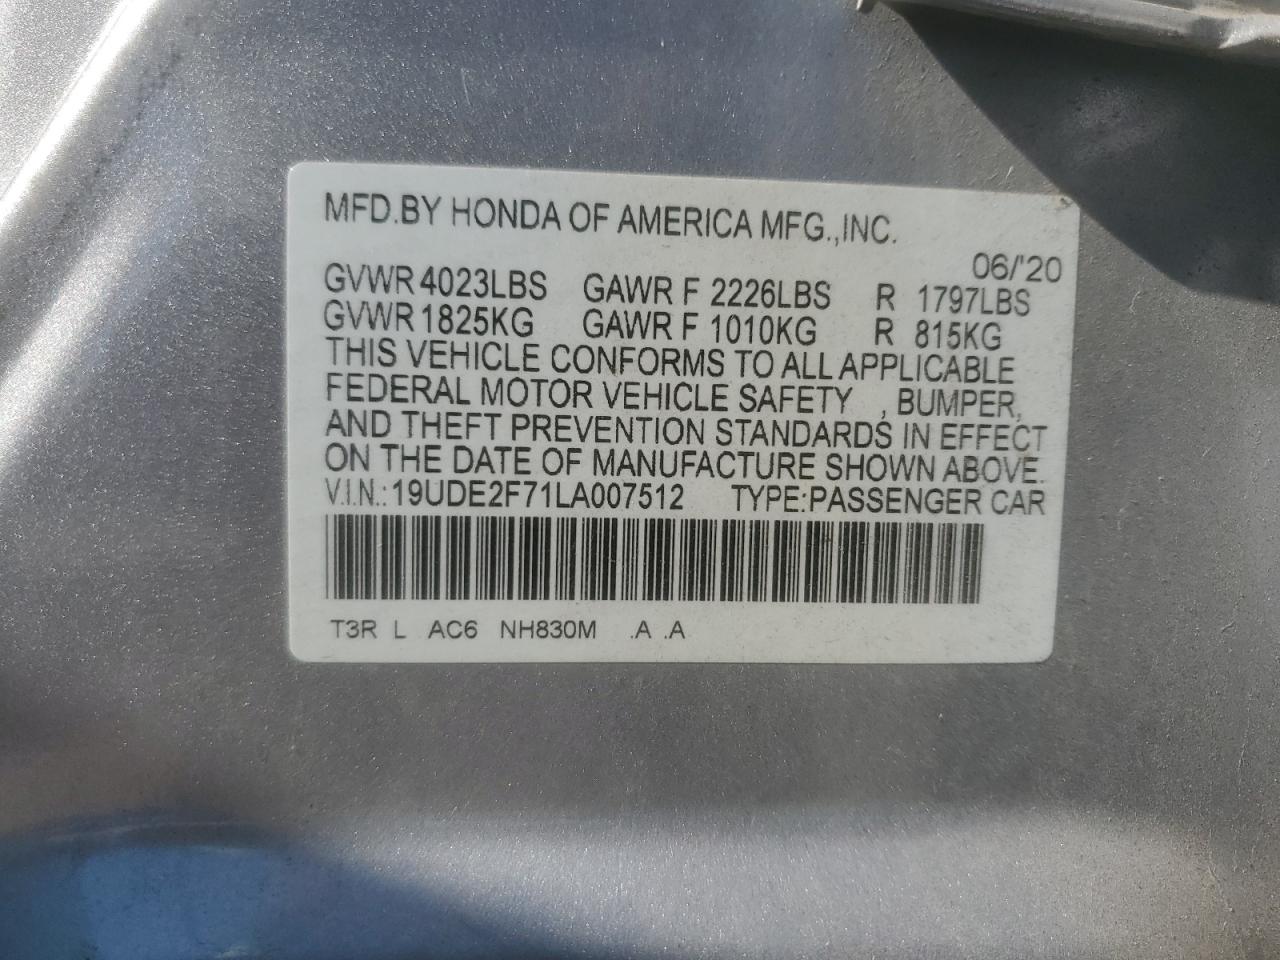 MFD.BY HONDA OF AMERICA MFG.,INC.
06/'20
GVWR 4023LBS GAWR F 2226LBS R 1797LBS
GVWR 1825KG GAWR F 1010KG R 815KG
THIS VEHICLE CONFORMS TO ALL APPLICABLE
FEDERAL MOTOR VEHICLE SAFETY , BUMPER,
AND THEFT PREVENTION STANDARDS IN EFFECT
ON THE DATE OF MANUFACTURE SHOWN ABOVE.
V.I.N.: 19UDE2F71LA007512 TYPE:PASSENGER CAR
T3R L AC6 NH830M .A .A